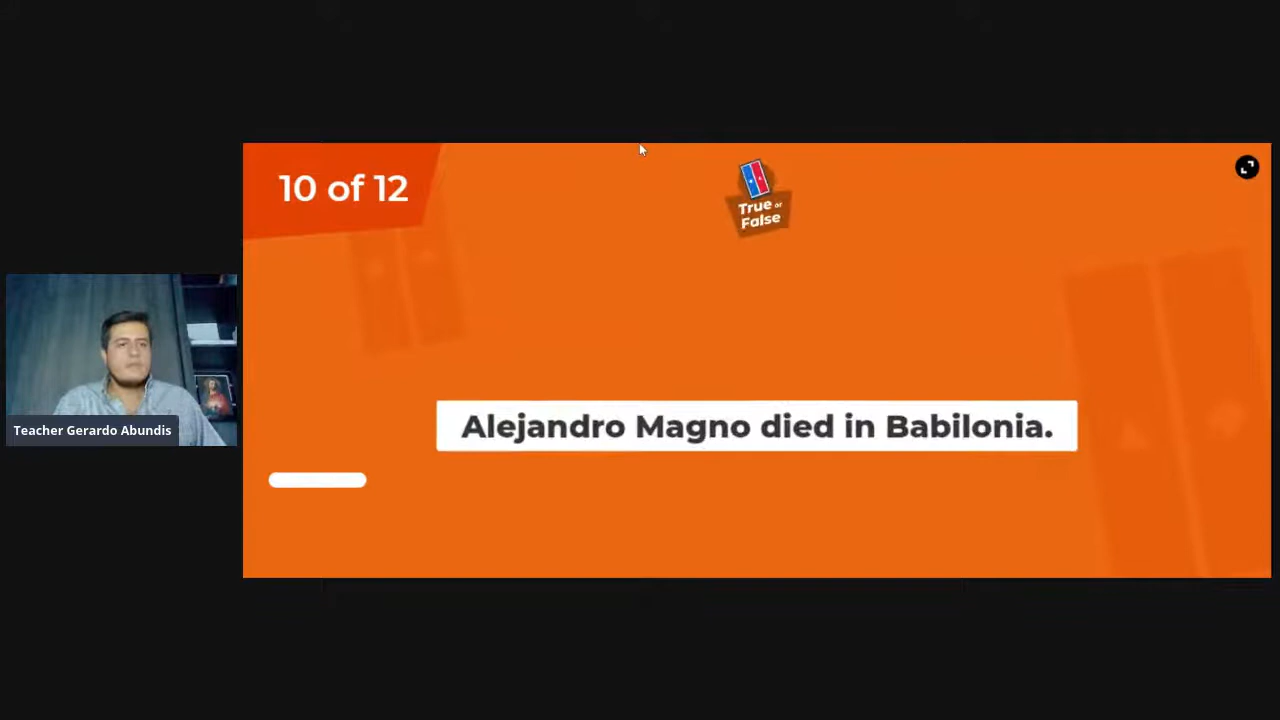 10 of 12
True or
False
Alejandro Magno died in Babilonia.
Teacher Gerardo Abundis